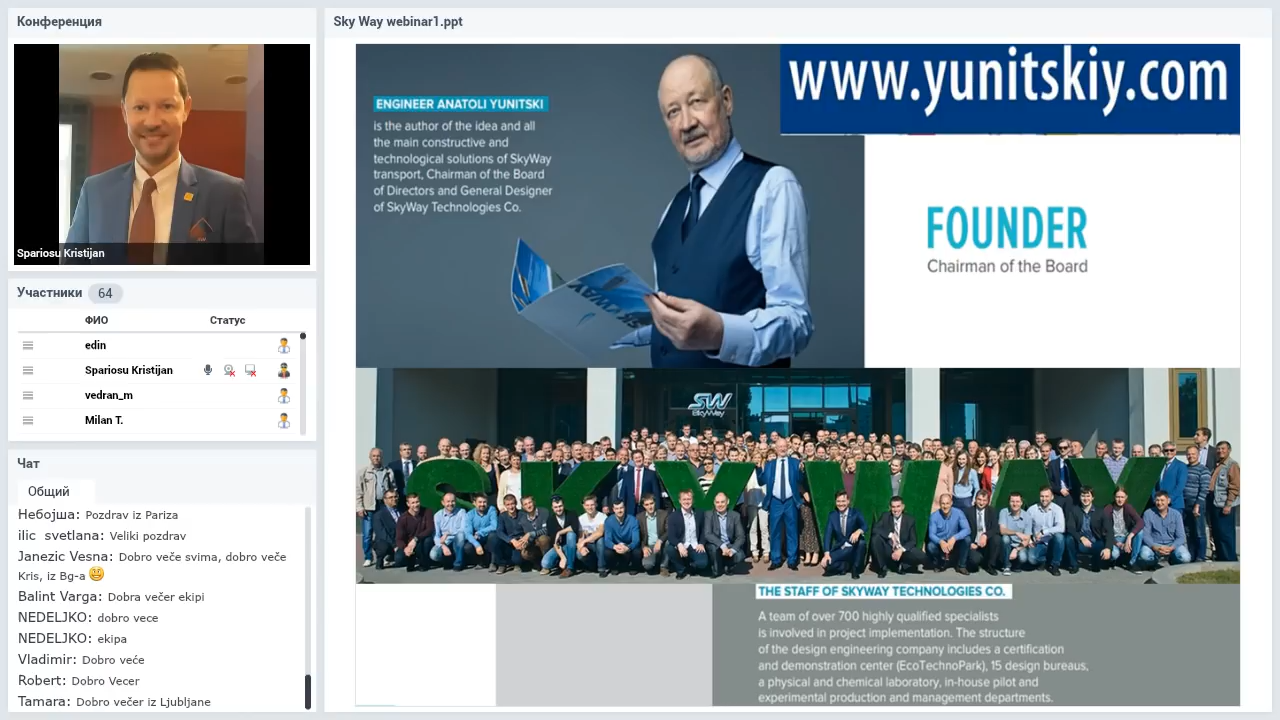 Конференция
Spariosu Kristijan
Участники 64
ФИО Статус
edin
Spariosu Kristijan
vedran_m
Milan T.
Чат
Общий
Небојша: Pozdrav iz Pariza
ilic svetlana: Veliki pozdrav
Janezic Vesna: Dobro veče svima, dobro veče
Kris, iz Bg-a
Balint Varga: Dobra večer ekipi
NEDELJKO: dobro vece
NEDELJKO: ekipa
Vladimir: Dobro veće
Robert: Dobro Vecer
Tamara: Dobro večer iz Ljubljane
Sky Way webinar1.ppt
www.yunitskiy.com
ENGINEER ANATOLI YUNITSKI
is the author of the idea and all
the main constructive and
technological solutions of SkyWay
transport, Chairman of the Board
of Directors and General Designer
of SkyWay Technologies Co.
FOUNDER
Chairman of the Board
SW
SkyWay
SKYWAY
THE STAFF OF SKYWAY TECHNOLOGIES CO.
A team of over 700 highly qualified specialists
is involved in project implementation. The structure
of the design engineering company includes a certification
and demonstration center (EcoTechnoPark), 15 design bureaus,
a physical and chemical laboratory, in-house pilot and
experimental production and management departments.